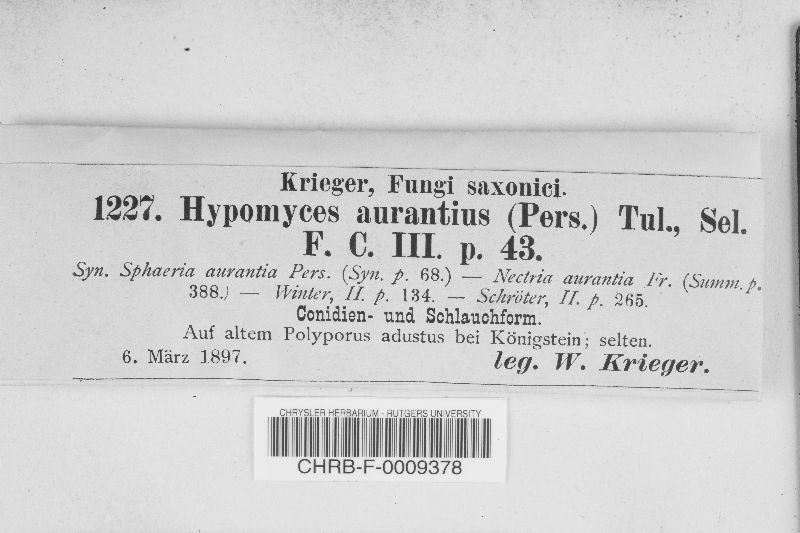 Krieger, Fungi saxonici.
1227. Hypomyces aurantius (Pers.) Tul., Sel.
F. C. III. p. 43.
Syn. Sphaeria aurantia Pers. (Syn. p. 68.) — Nectria aurantia Fr. (Summ. p.
388.) — Winter, II. p. 134. — Schröter, II. p. 265.
Conidien- und Schlauchform.
Auf altem Polyporus adustus bei Königstein; selten.
6. März 1897. leg. W. Krieger.
CHRYSLER HERBARIUM - RUTGERS UNIVERSITY
CHRB-F-0009378